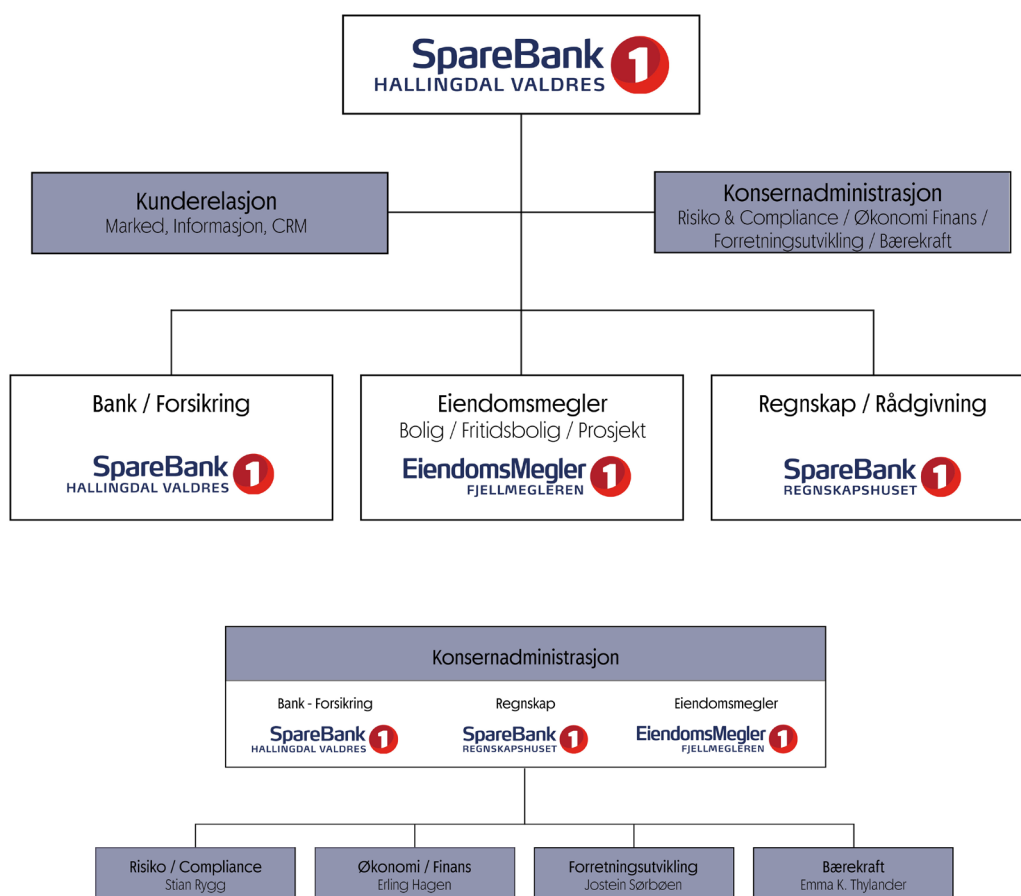 SpareBank 1
HALLINGDAL VALDRES
Kunderelasjon
Marked, Informasjon, CRM
Konsernadministrasjon
Risiko & Compliance / Økonomi Finans /
Forretningsutvikling / Bærekraft
Bank / Forsikring
SpareBank 1
HALLINGDAL VALDRES
Eiendomsmegler
Bolig / Fritidsbolig / Prosjekt
EiendomsMegler 1
FJELLMEGLEREN
Regnskap / Rådgivning
SpareBank 1
REGNSKAPSHUSET
Konsernadministrasjon
Bank - Forsikring
SpareBank 1
HALLINGDAL VALDRES
Regnskap
SpareBank 1
REGNSKAPSHUSET
Eiendomsmegler
EiendomsMegler 1
FJELLMEGLEREN
Risiko / Compliance
Stian Rygg
Økonomi / Finans
Erling Hagen
Forretningsutvikling
Jostein Sørbøen
Bærekraft
Emma K. Thylander